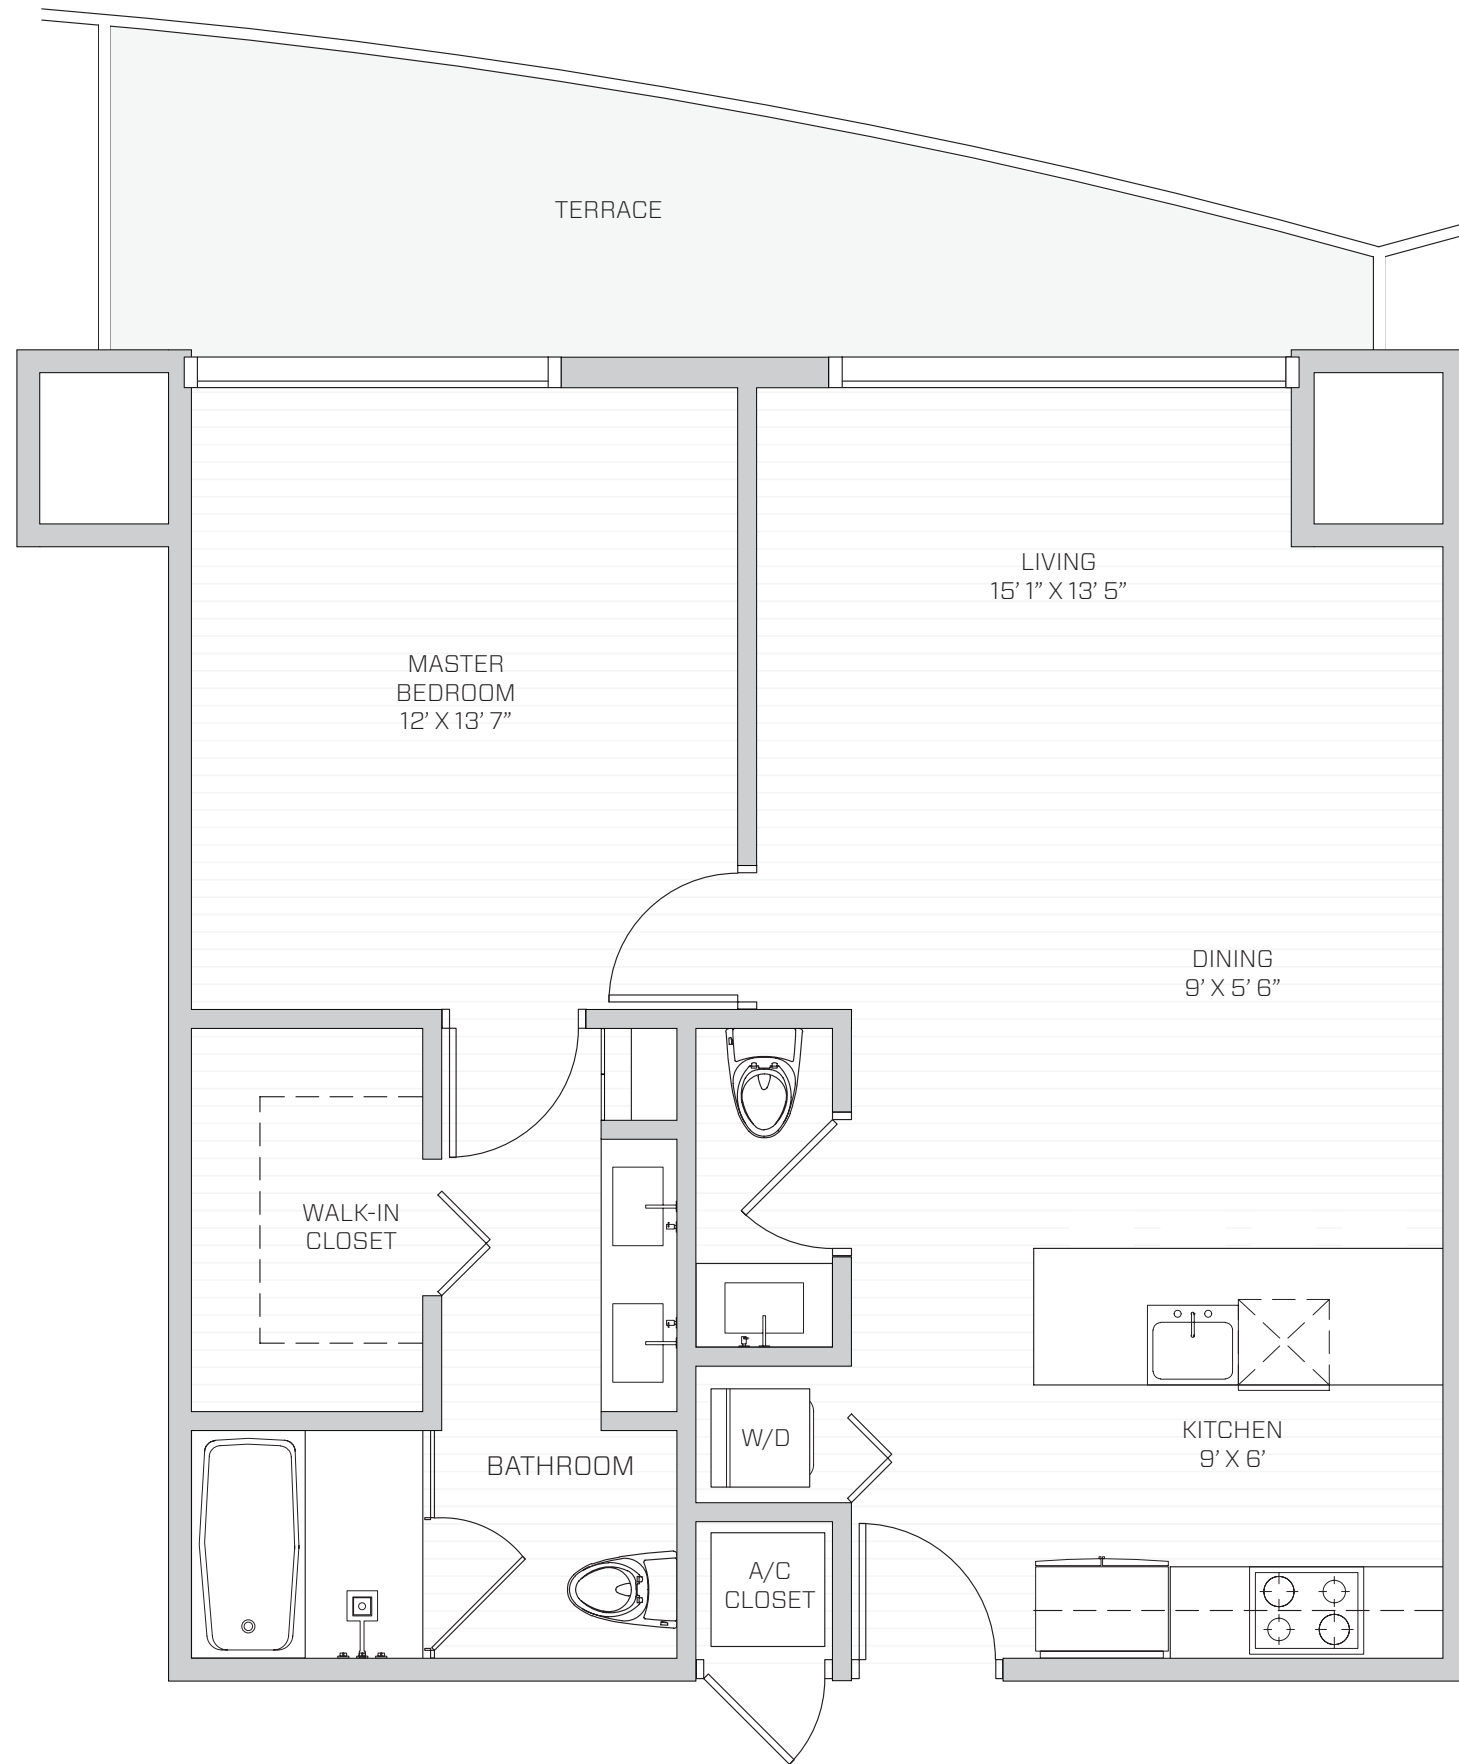 TERRACE
LIVING
15’ 1” X 13’ 5”
MASTER
BEDROOM
12’ X 13’ 7”
DINING
9’ X 5’ 6”
WALK-IN
CLOSET
KITCHEN
9’ X 6’
W/D
BATHROOM
A/C
CLOSET